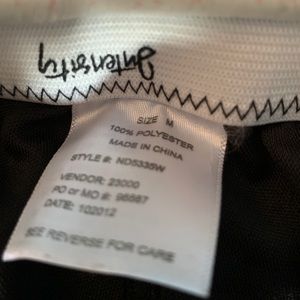 Intensity
SIZE M
100% POLYESTER
MADE IN CHINA
STYLE #: ND5335W
VENDOR: 23000
PO or MO #: 96667
DATE: 102012
SEE REVERSE FOR CARE